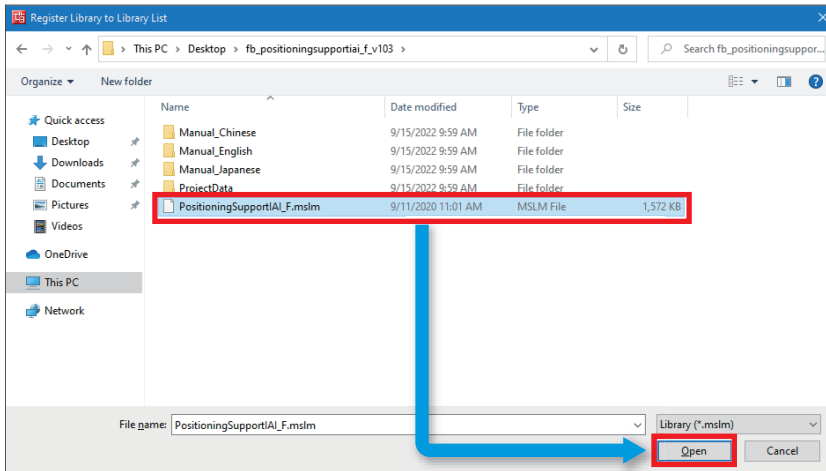 Register Library to Library List
This PC > Desktop > fb_positioningsupportiai_f_v103 >
Search fb_positioningsuppor...
Organize
New folder
Name Date modified Type Size
Quick access
Desktop
Downloads
Documents
Pictures
Videos
OneDrive
This PC
Network
Manual_Chinese 9/15/2022 9:59 AM File folder
Manual_English 9/15/2022 9:59 AM File folder
Manual_Japanese 9/15/2022 9:59 AM File folder
ProjectData 9/15/2022 9:59 AM File folder
PositioningSupportIAI_F.mslm 9/11/2020 11:01 AM MSLM File 1,572 KB
File name: PositioningSupportIAI_F.mslm
Library (*.mslm)
Open
Cancel